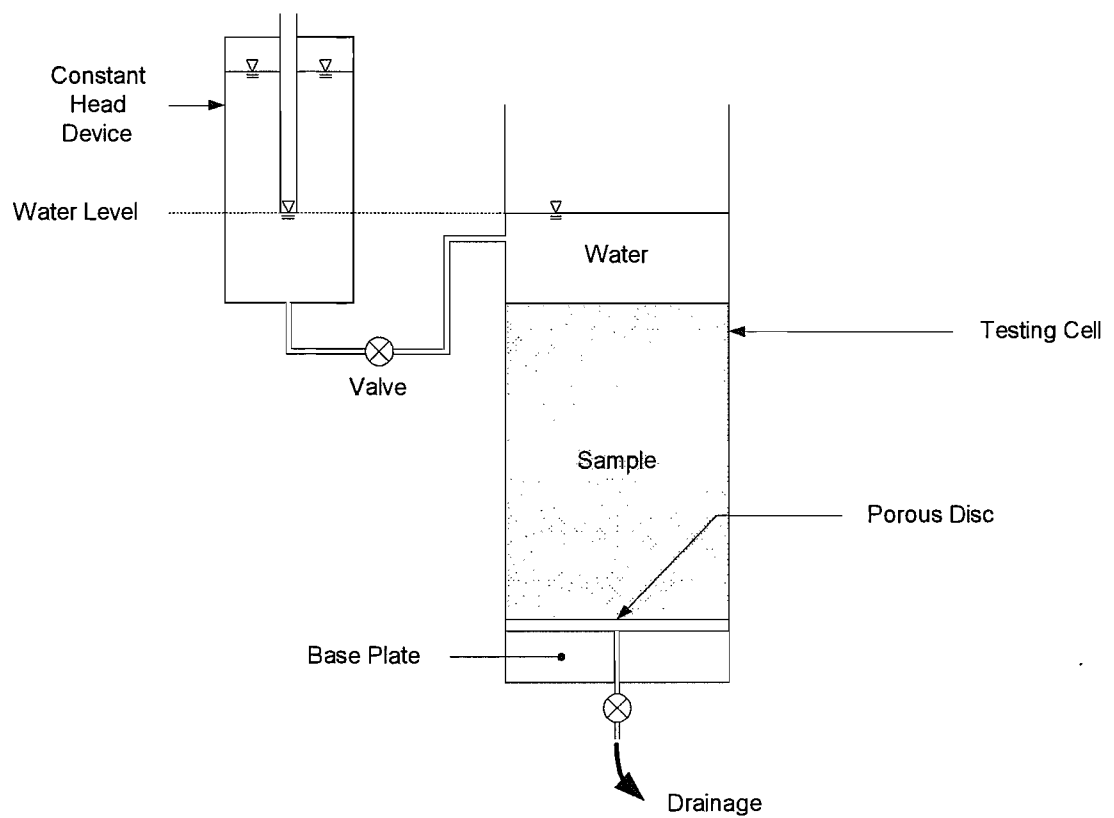 Constant
Head
Device
Water Level
Water
Testing Cell
Valve
Sample
Porous Disc
Base Plate
Drainage